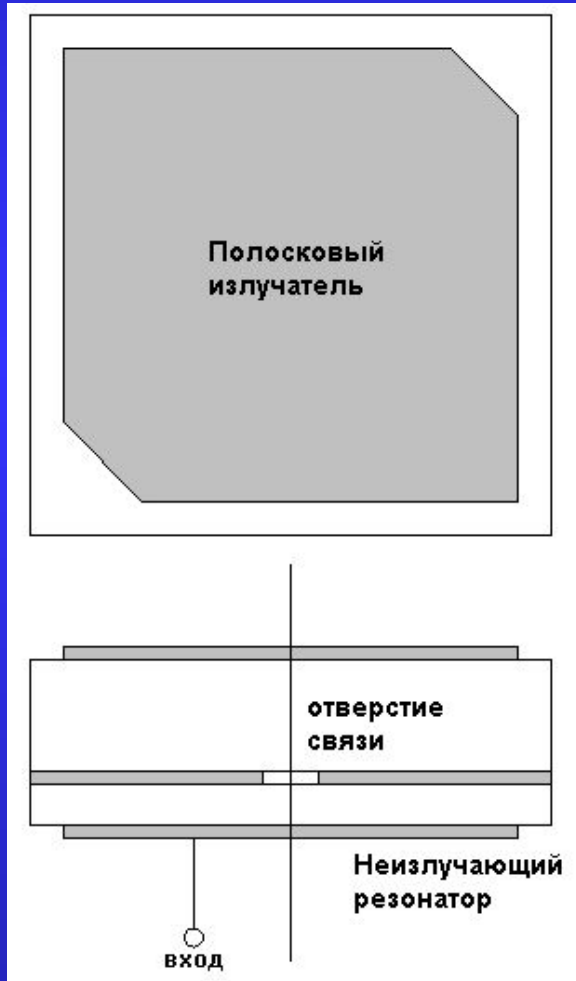 Полосковый
излучатель
отверстие
связи
Неизлучающий
резонатор
вход